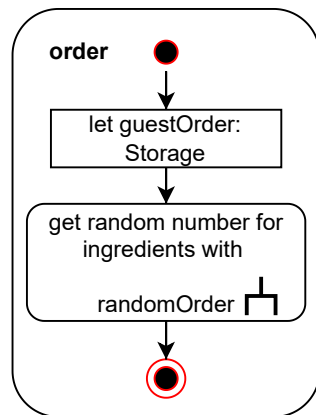 order
let guestOrder:
Storage
get random number for
ingredients with
randomOrder